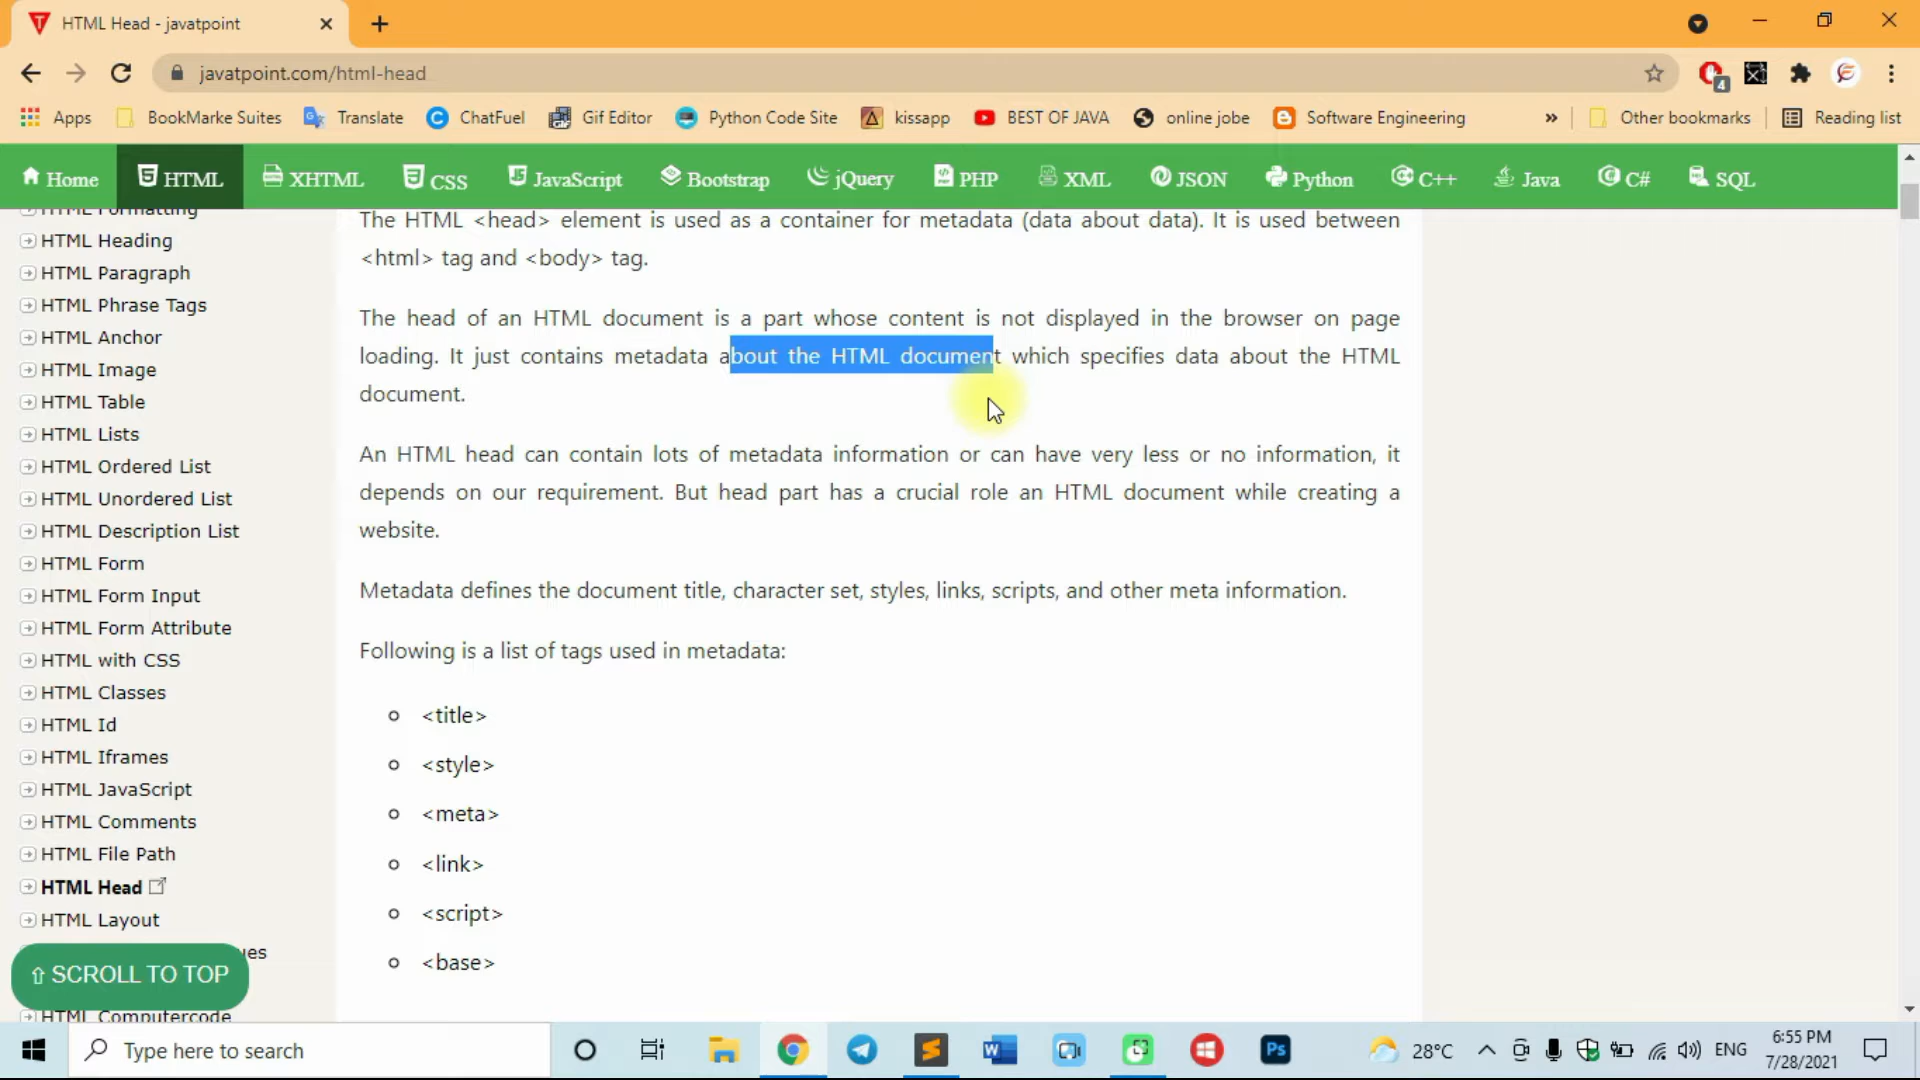 HTML Head - javatpoint
javatpoint.com/html-head
4
Apps BookMarke Suites Translate ChatFuel Gif Editor Python Code Site kissapp BEST OF JAVA online jobe Software Engineering » Other bookmarks Reading list
Home HTML XHTML CSS JavaScript Bootstrap jQuery PHP XML JSON Python C++ Java C# SQL
HTML Formatting
HTML Heading
HTML Paragraph
HTML Phrase Tags
HTML Anchor
HTML Image
HTML Table
HTML Lists
HTML Ordered List
HTML Unordered List
HTML Description List
HTML Form
HTML Form Input
HTML Form Attribute
HTML with CSS
HTML Classes
HTML Id
HTML Iframes
HTML JavaScript
HTML Comments
HTML File Path
HTML Head
HTML Layout
ues
SCROLL TO TOP
HTML Computercode
The HTML <head> element is used as a container for metadata (data about data). It is used between
<html> tag and <body> tag.
The head of an HTML document is a part whose content is not displayed in the browser on page
loading. It just contains metadata about the HTML document which specifies data about the HTML
document.
An HTML head can contain lots of metadata information or can have very less or no information, it
depends on our requirement. But head part has a crucial role an HTML document while creating a
website.
Metadata defines the document title, character set, styles, links, scripts, and other meta information.
Following is a list of tags used in metadata:
<title>
<style>
<meta>
<link>
<script>
<base>
Type here to search
W
Ps
28°C
ENG
6:55 PM
7/28/2021